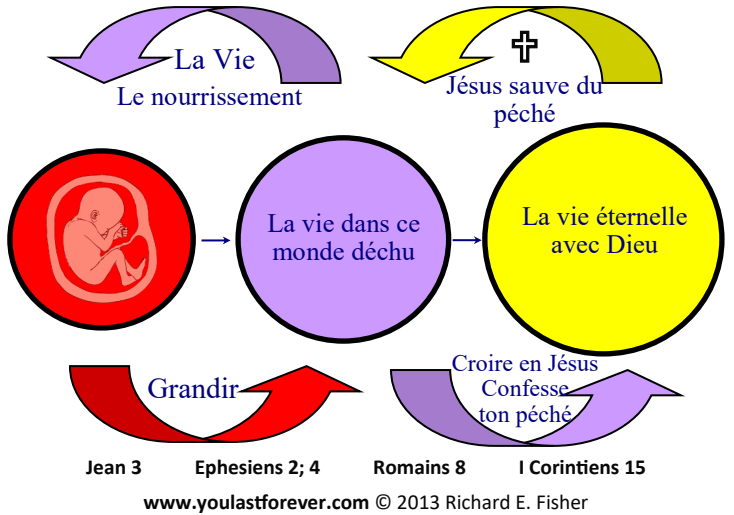 La Vie
Le nourrissement
Jésus sauve du
péché
La vie dans ce
monde déchu
La vie éternelle
avec Dieu
Grandir
Croire en Jésus
Confesse
ton péché
Jean 3 Ephesiens 2; 4 Romains 8 I Corintiens 15
www.youlastforever.com © 2013 Richard E. Fisher